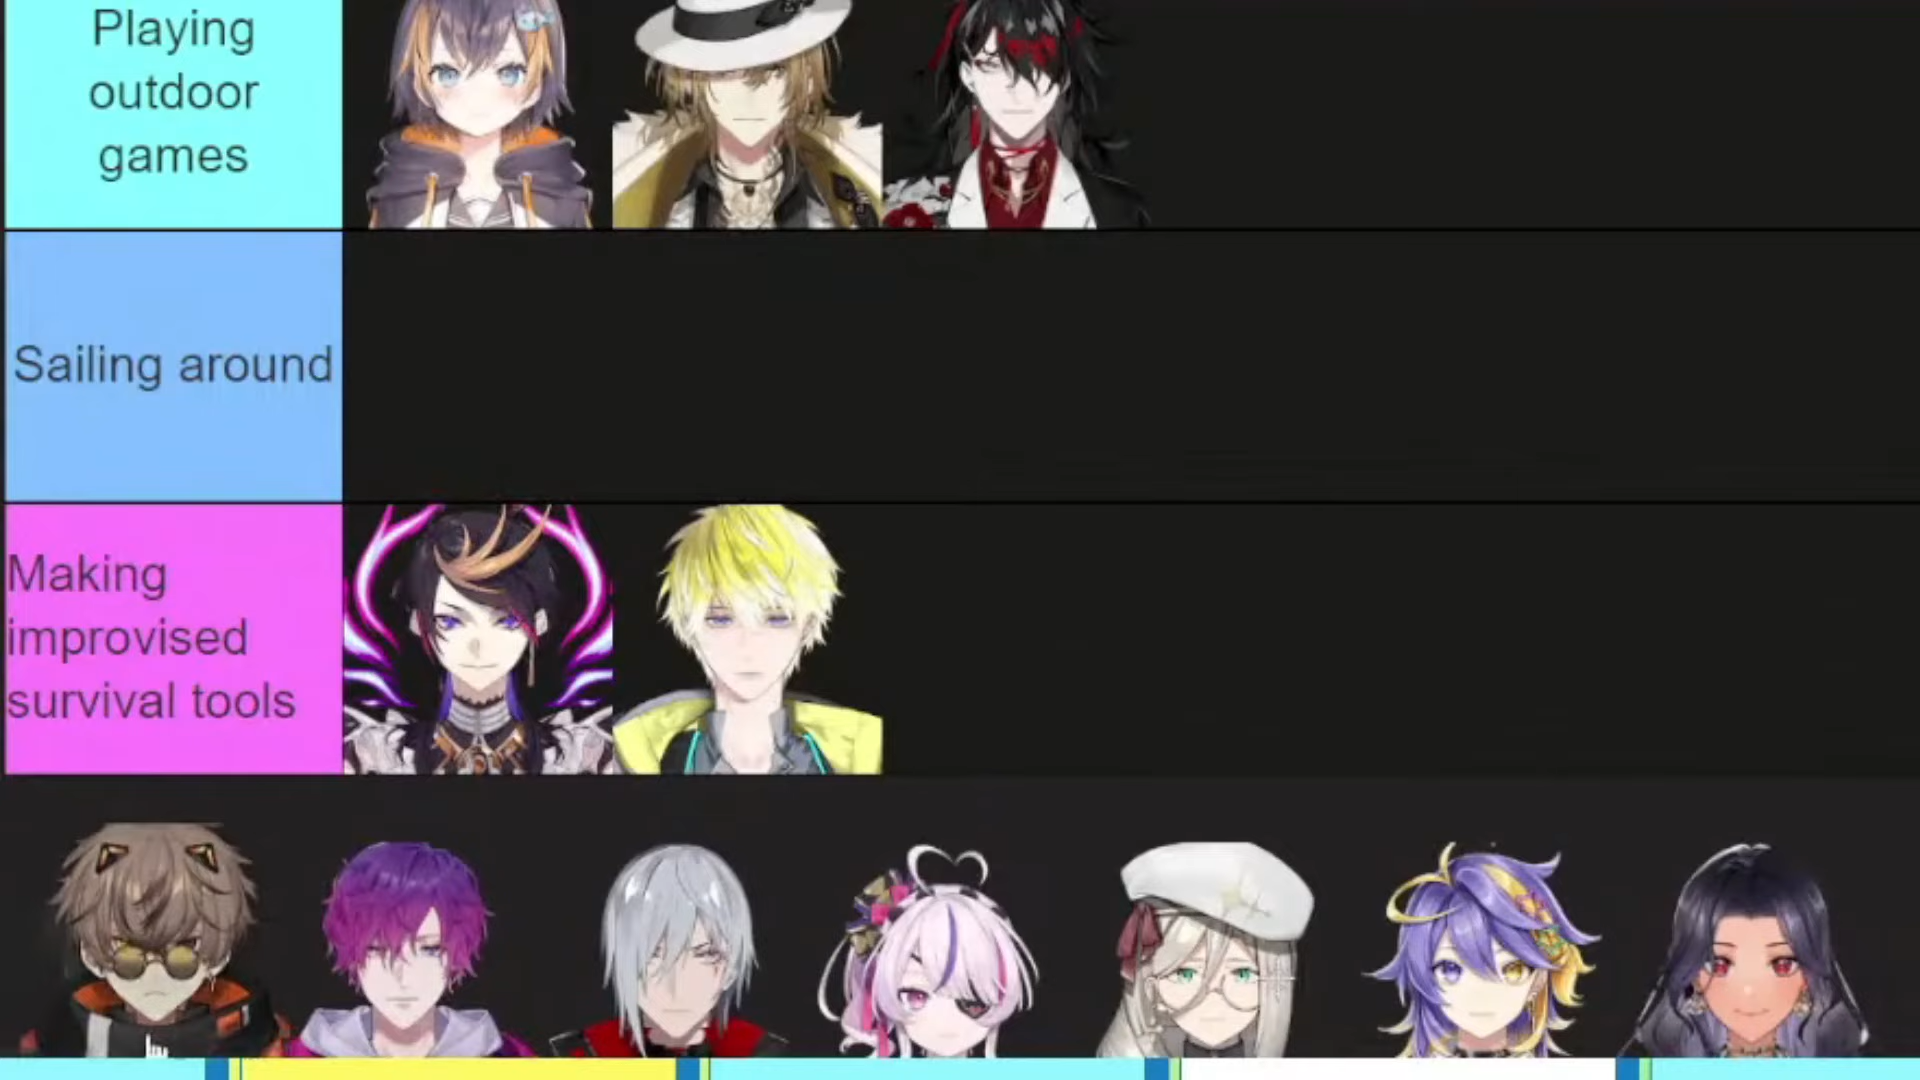 Playing
outdoor
games
Sailing around
Making
improvised
survival tools